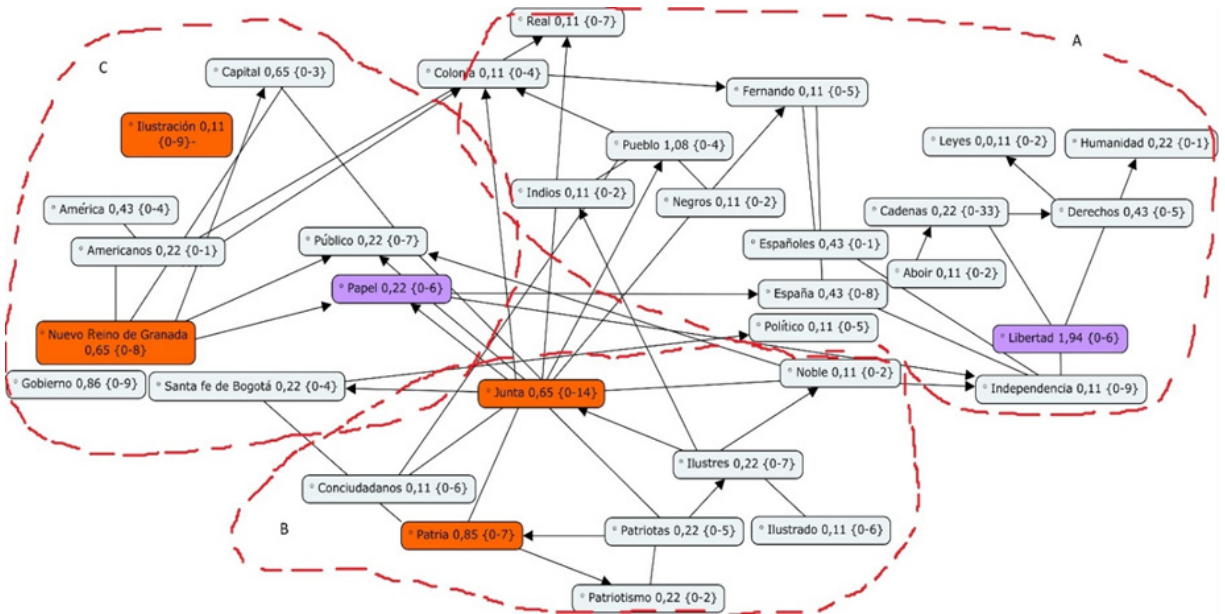 Real 0,11 {0-7}
A
C
Capital 0,65 {0-3}
Colonia 0,11 {0-4}
Fernando 0,11 {0-5}
Ilustración 0,11
{0-9}-
Pueblo 1,08 {0-4}
Leyes 0,0,11 {0-2}
Humanidad 0,22 {0-1}
Indios 0,11 {0-2}
Negros 0,11 {0-2}
América 0,43 {0-4}
Cadenas 0,22 {0-33}
Derechos 0,43 {0-5}
Americanos 0,22 {0-1}
Público 0,22 {0-7}
Españoles 0,43 {0-1}
Aboir 0,11 {0-2}
Papel 0,22 {0-6}
España 0,43 {0-8}
Nuevo Reino de Granada
0,65 {0-8}
Político 0,11 {0-5}
Libertad 1,94 {0-6}
Gobierno 0,86 {0-9}
Santa fe de Bogotá 0,22 {0-4}
Junta 0,65 {0-14}
Noble 0,11 {0-2}
Independencia 0,11 {0-9}
Ilustres 0,22 {0-7}
Conciudadanos 0,11 {0-6}
B
Patria 0,85 {0-7}
Patriotas 0,22 {0-5}
Ilustrado 0,11 {0-6}
Patriotismo 0,22 {0-2}